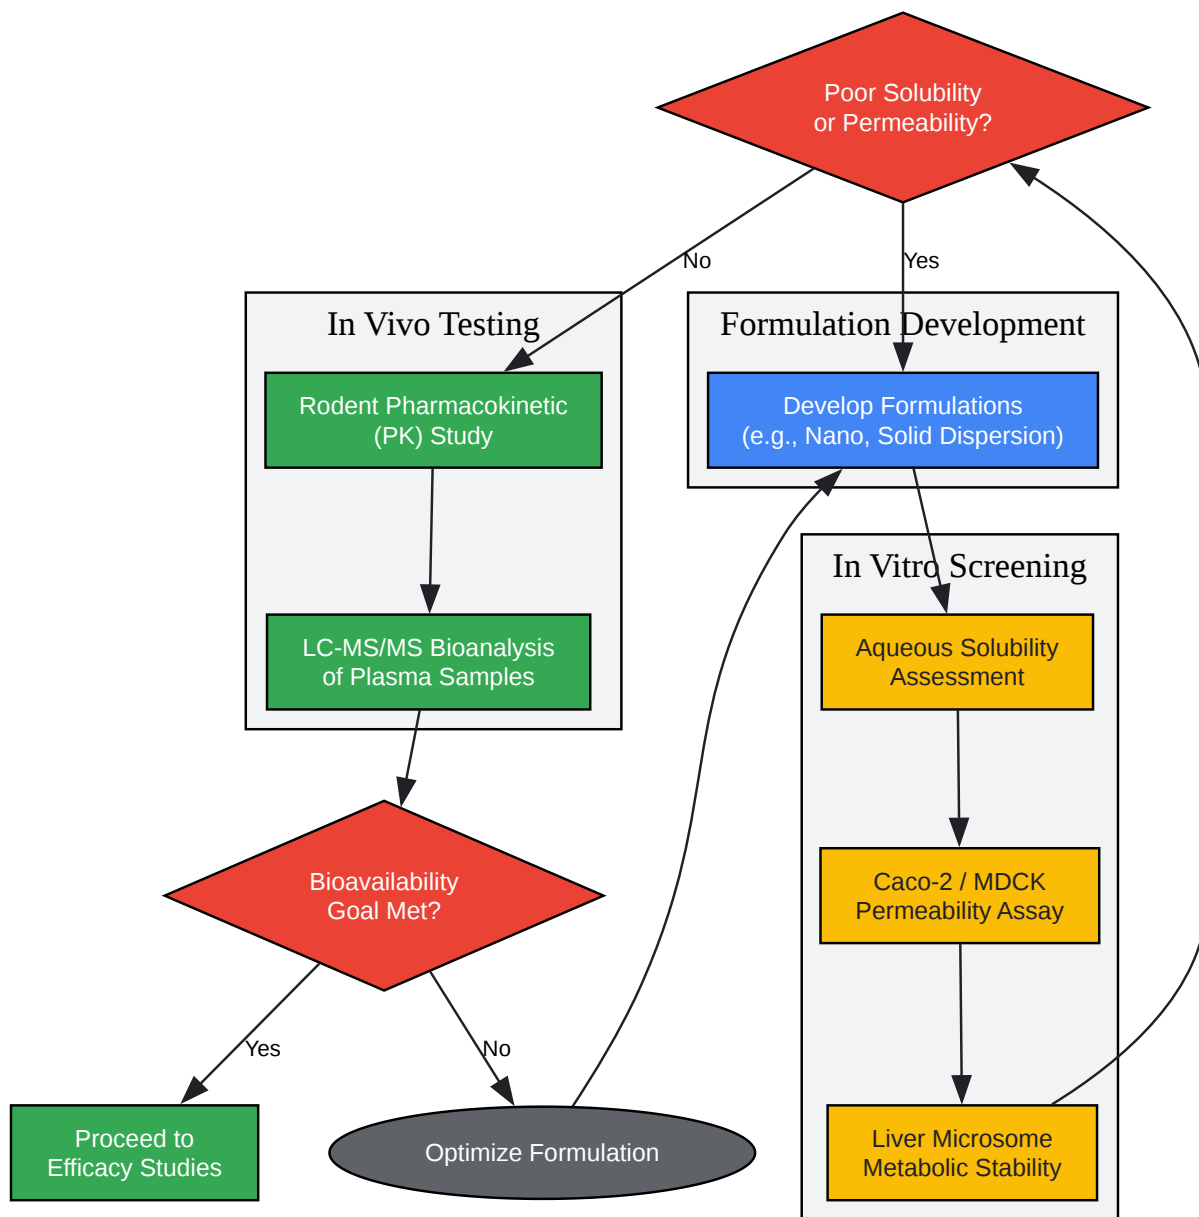 Poor Solubility
or Permeability?
No
Yes
In Vivo Testing
Formulation Development
Rodent Pharmacokinetic
(PK) Study
Develop Formulations
(e.g., Nano, Solid Dispersion)
In Vitro Screening
LC-MS/MS Bioanalysis
of Plasma Samples
Aqueous Solubility
Assessment
Bioavailability
Goal Met?
Caco-2 / MDCK
Permeability Assay
Yes
No
Proceed to
Efficacy Studies
Optimize Formulation
Liver Microsome
Metabolic Stability